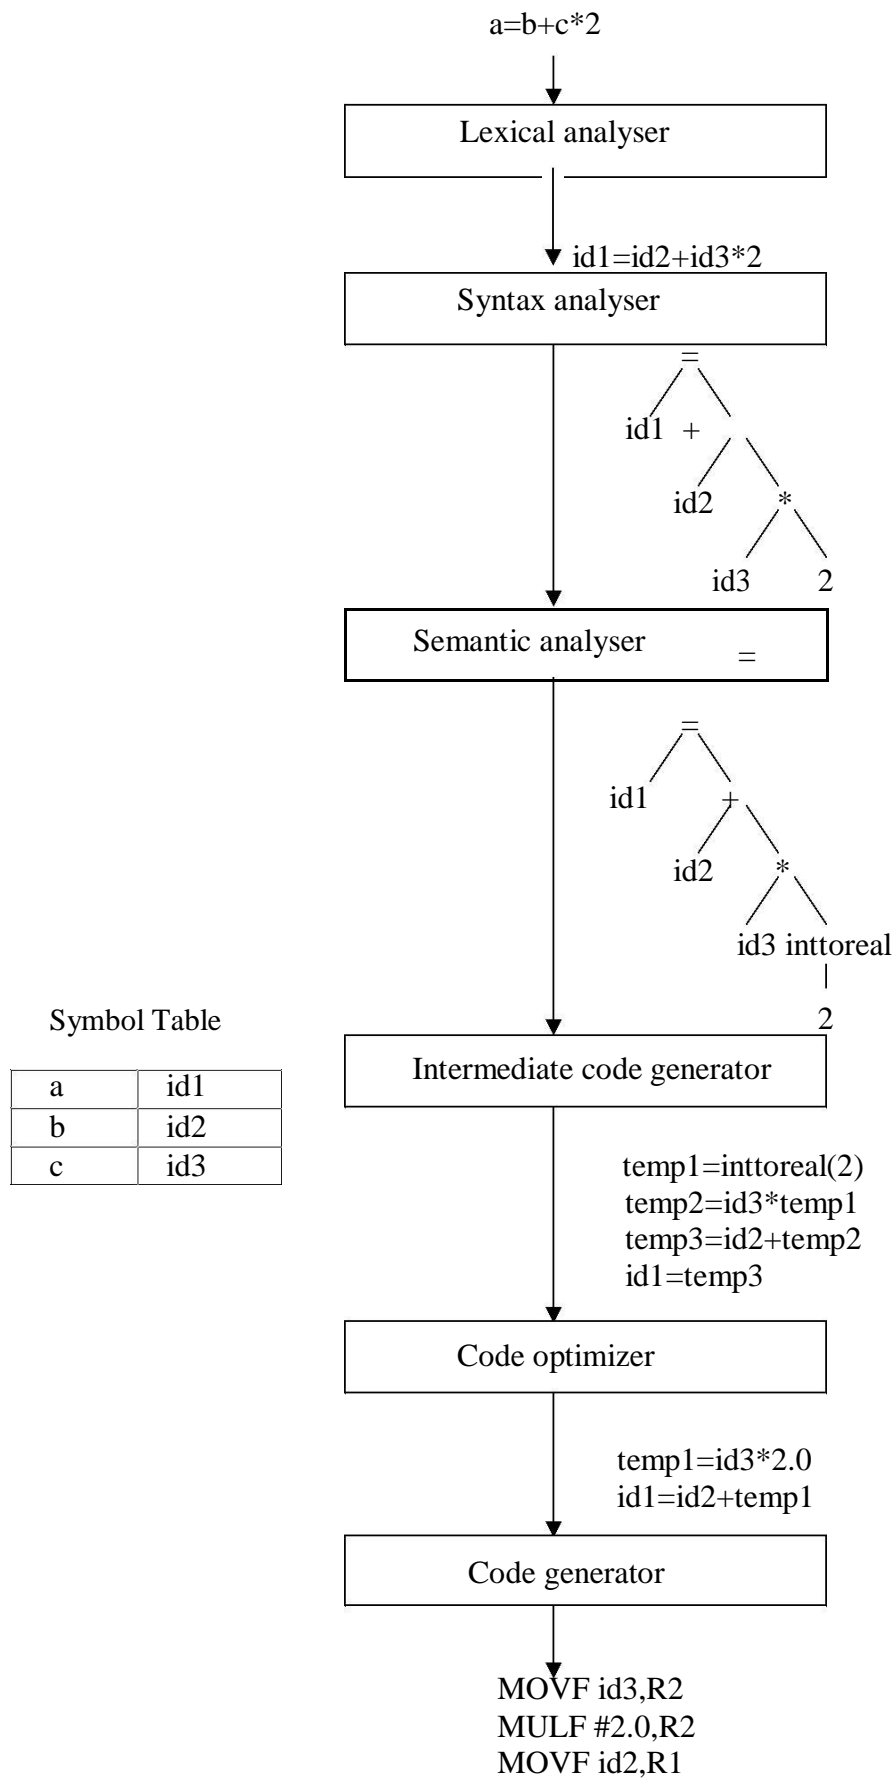 a=b+c*2
Lexical analyser
id1=id2+id3*2
Syntax analyser
=
id1 +
id2 *
id3 2
Semantic analyser =
=
id1 +
id2 *
id3 inttoreal
2
Symbol Table
a id1
b id2
c id3
Intermediate code generator
temp1=inttoreal(2)
temp2=id3*temp1
temp3=id2+temp2
id1=temp3
Code optimizer
temp1=id3*2.0
id1=id2+temp1
Code generator
MOVF id3,R2
MULF #2.0,R2
MOVF id2,R1